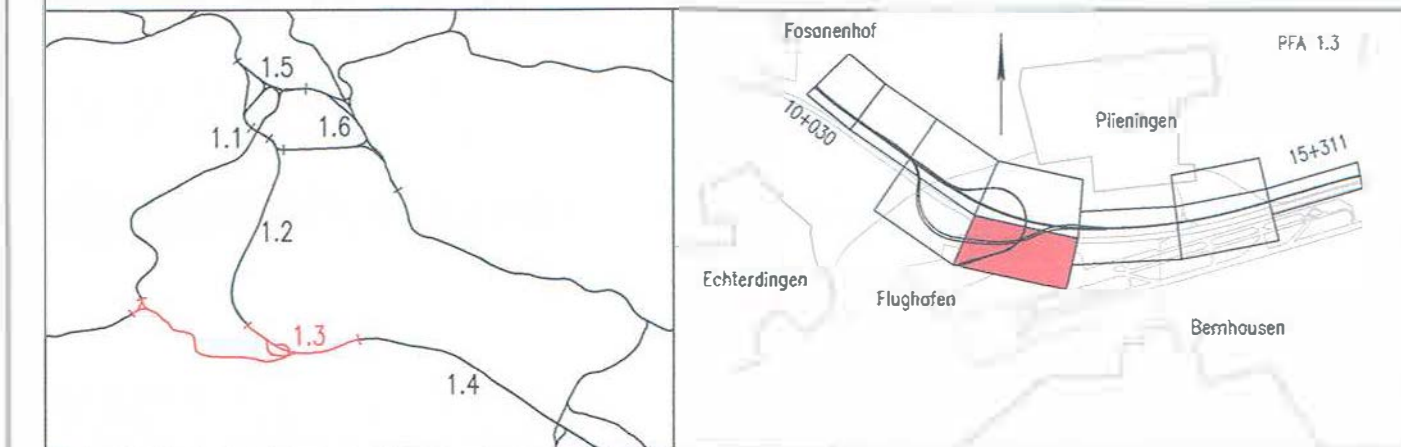 1.5
1.1
1.6
1.2
1.3
1.4
Fasanenhof
PFA 1.3
10+030
Plieningen
15+311
Echterdingen
Flughafen
Bernhausen